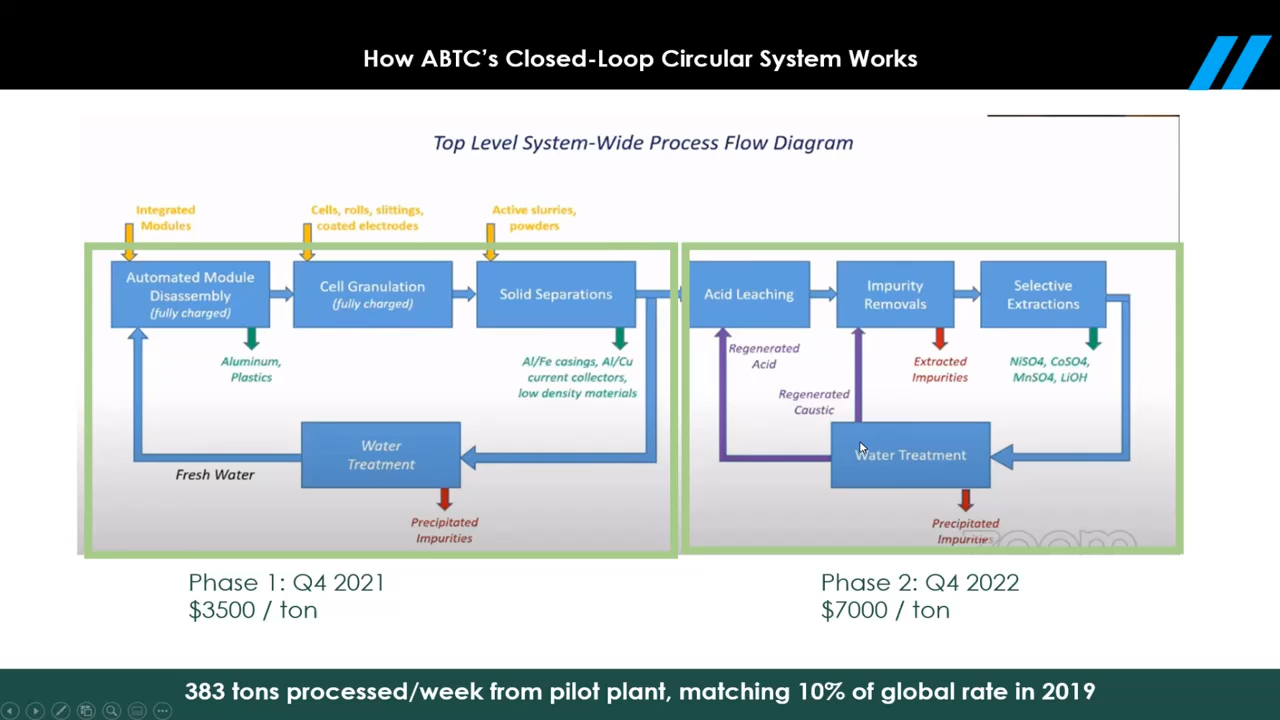 How ABTC's Closed-Loop Circular System Works
Top Level System-Wide Process Flow Diagram
Integrated
Modules
Cells, rolls, slittings,
coated electrodes
Active slurries,
powders
Automated Module
Disassembly
(fully charged)
Cell Granulation
(fully charged)
Solid Separations
Acid Leaching
Impurity
Removals
Selective
Extractions
Aluminum,
Plastics
Al/Fe casings, Al/Cu
current collectors,
low density materials
Regenerated
Acid
Regenerated
Caustic
Extracted
Impurities
NiSO4, CoSO4,
MnSO4, LiOH
Water
Treatment
Fresh Water
Water Treatment
Precipitated
Impurities
Precipitated
Impurities
zoom
Phase 1: Q4 2021
$3500 / ton
Phase 2: Q4 2022
$7000 / ton
383 tons processed/week from pilot plant, matching 10% of global rate in 2019